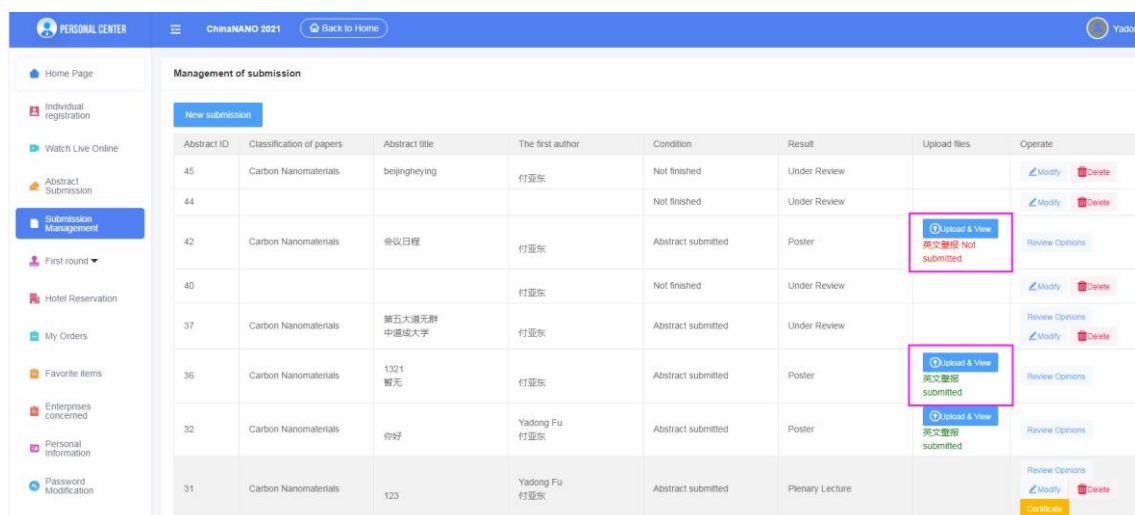 PERSONAL CENTER
ChinaNANO 2021
Back to Home
Yado
Home Page
Individual
registration
Watch Live Online
Abstract
Submission
Submission
Management
First round
Hotel Reservation
My Orders
Favorite items
Enterprises
concerned
Personal
Information
Password
Modification
Management of submission
New submission
Abstract ID Classification of papers Abstract title The first author Condition Result Upload files Operate
45 Carbon Nanomaterials beijingheying 付亚东 Not finished Under Review Modify Delete
44 Not finished Under Review Modify Delete
42 Carbon Nanomaterials 会议日程 付亚东 Abstract submitted Poster Upload & View Review Opinions
英文壁报 Not
submitted
40 付亚东 Not finished Under Review Modify Delete
37 Carbon Nanomaterials 第五大道无群 付亚东 Abstract submitted Under Review Review Opinions
中道成大学 Modify Delete
36 Carbon Nanomaterials 1321 付亚东 Abstract submitted Poster Upload & View Review Opinions
暂无 英文壁报
submitted
32 Carbon Nanomaterials 你好 Yadong Fu Abstract submitted Poster Upload & View Review Opinions
付亚东 英文壁报
submitted
31 Carbon Nanomaterials 123 Yadong Fu Abstract submitted Plenary Lecture Review Opinions
付亚东 Modify Delete
Certificate